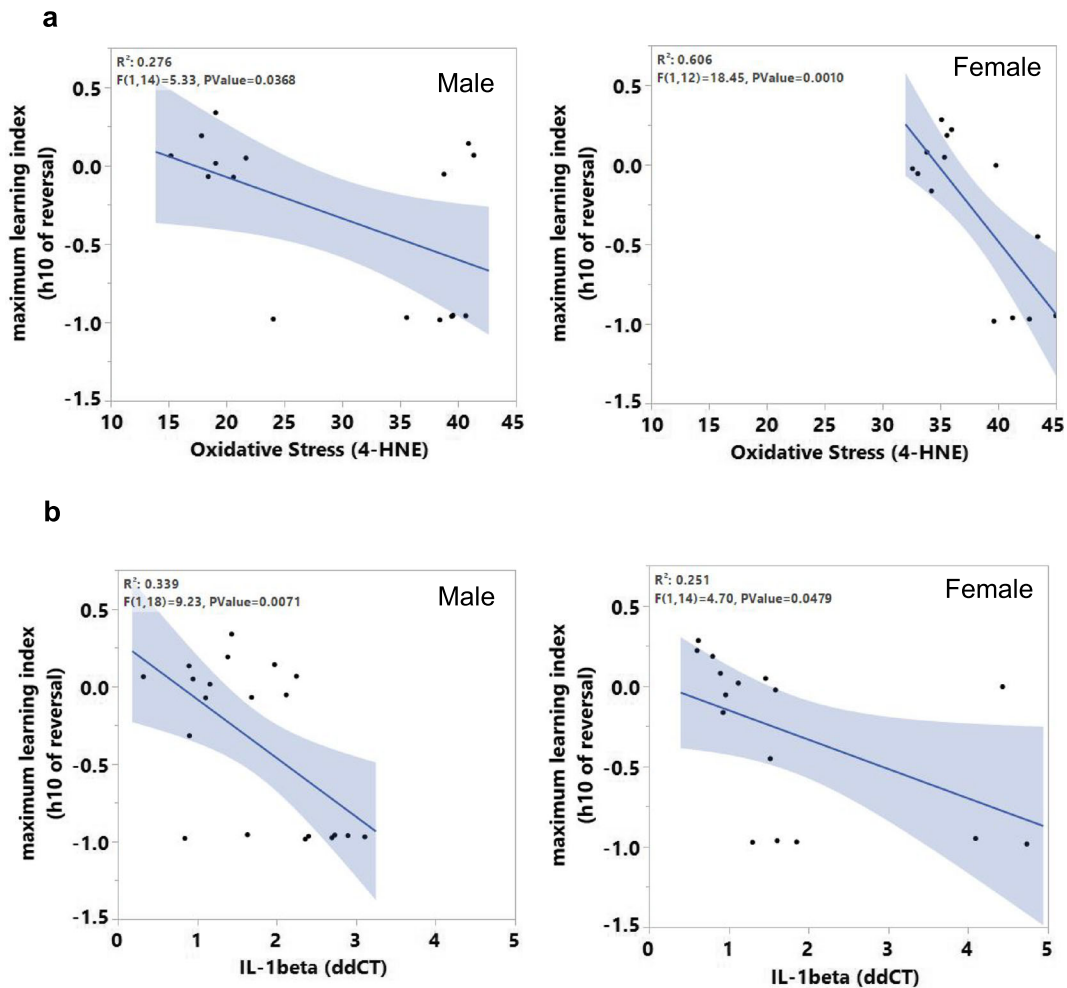 a
R²: 0.276
F(1,14)=5.33, PValue=0.0368
Male
maximum learning index
(h10 of reversal)
0.5
0.0
-0.5
-1.0
-1.5
10 15 20 25 30 35 40 45
Oxidative Stress (4-HNE)
R²: 0.606
F(1,12)=18.45, PValue=0.0010
Female
maximum learning index
(h10 of reversal)
0.5
0.0
-0.5
-1.0
-1.5
10 15 20 25 30 35 40 45
Oxidative Stress (4-HNE)
b
R²: 0.339
F(1,18)=9.23, PValue=0.0071
Male
maximum learning index
(h10 of reversal)
0.5
0.0
-0.5
-1.0
-1.5
0 1 2 3 4 5
IL-1beta (ddCT)
R²: 0.251
F(1,14)=4.70, PValue=0.0479
Female
maximum learning index
(h10 of reversal)
0.5
0.0
-0.5
-1.0
-1.5
0 1 2 3 4 5
IL-1beta (ddCT)